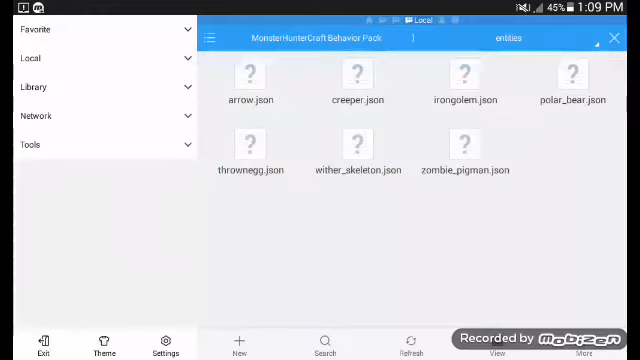 45% 1:09 PM
Favorite
Local
Library
Network
Tools
Local
MonsterHunterCraft Behavior Pack
entities
arrow.json
creeper.json
irongolem.json
polar_bear.json
thrownegg.json
wither_skeleton.json
zombie_pigman.json
Exit
Theme
Settings
New
Search
Refresh
View
More
Recorded by mobizen